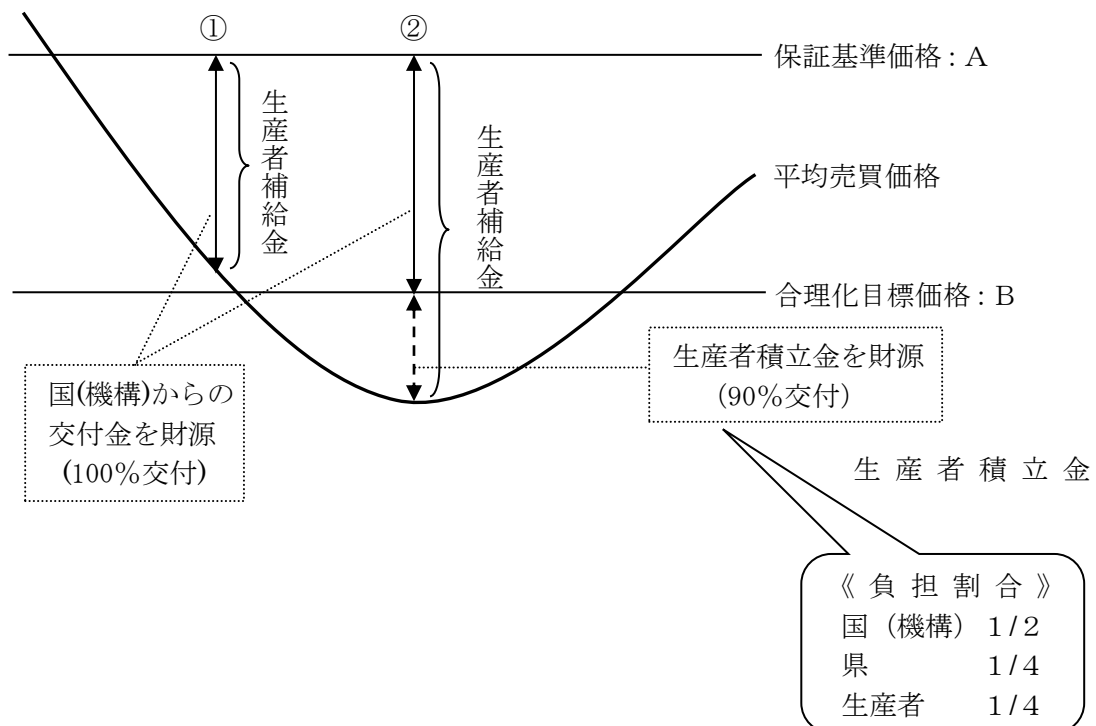 ①
②
保証基準価格：A
生産者補給金
生産者補給金
平均売買価格
合理化目標価格：B
生産者積立金を財源
（90％交付）
国(機構)からの
交付金を財源
(100％交付)
生産者積立金
《負担割合》
国（機構） １/２
県 １/４
生産者 １/４